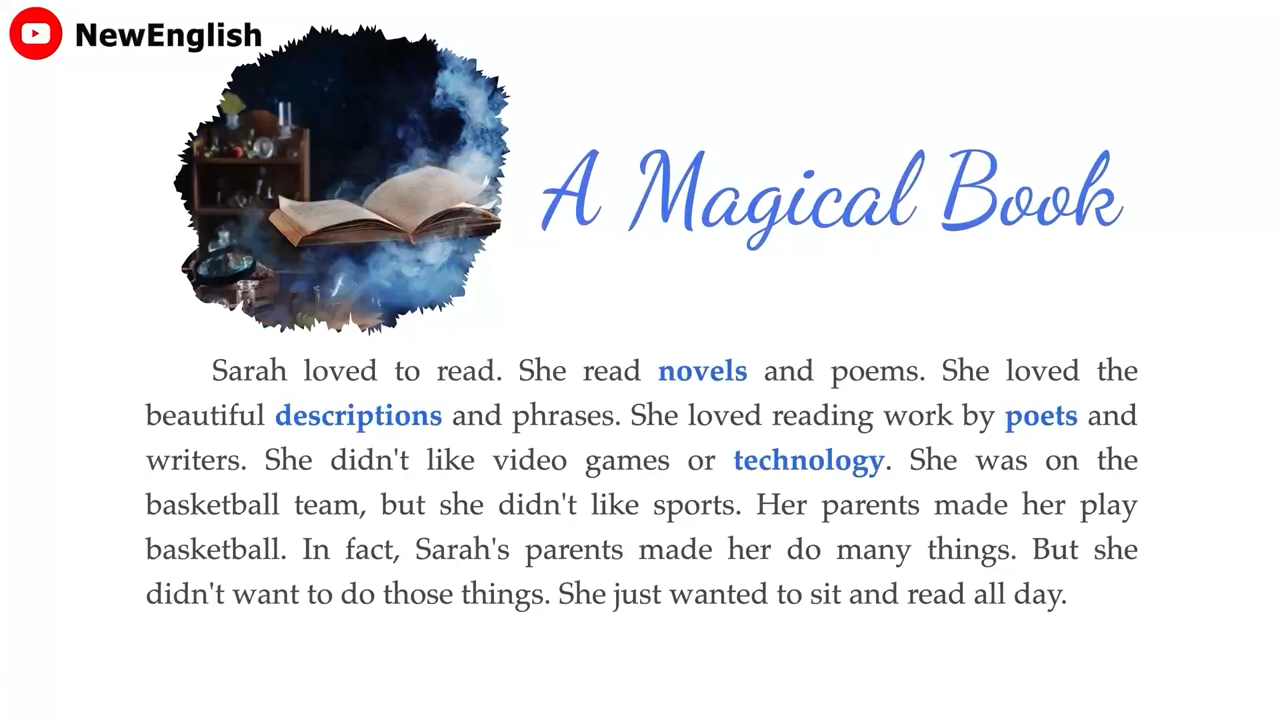 NewEnglish
A Magical Book
Sarah loved to read. She read novels and poems. She loved the
beautiful descriptions and phrases. She loved reading work by poets and
writers. She didn't like video games or technology. She was on the
basketball team, but she didn't like sports. Her parents made her play
basketball. In fact, Sarah's parents made her do many things. But she
didn't want to do those things. She just wanted to sit and read all day.